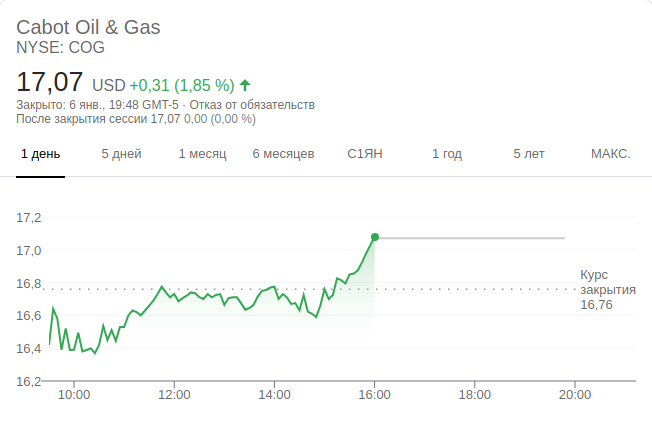 Cabot Oil & Gas
NYSE: COG
17,07 USD +0,31 (1,85 %)
Закрыто: 6 янв., 19:48 GMT-5 · Отказ от обязательств
После закрытия сессии 17,07 0,00 (0,00 %)
1 день 5 дней 1 месяц 6 месяцев С1ЯН 1 год 5 лет МАКС.
17,2
17,0
16,8
16,6
16,4
16,2
Курс
закрытия
16,76
10:00 12:00 14:00 16:00 18:00 20:00